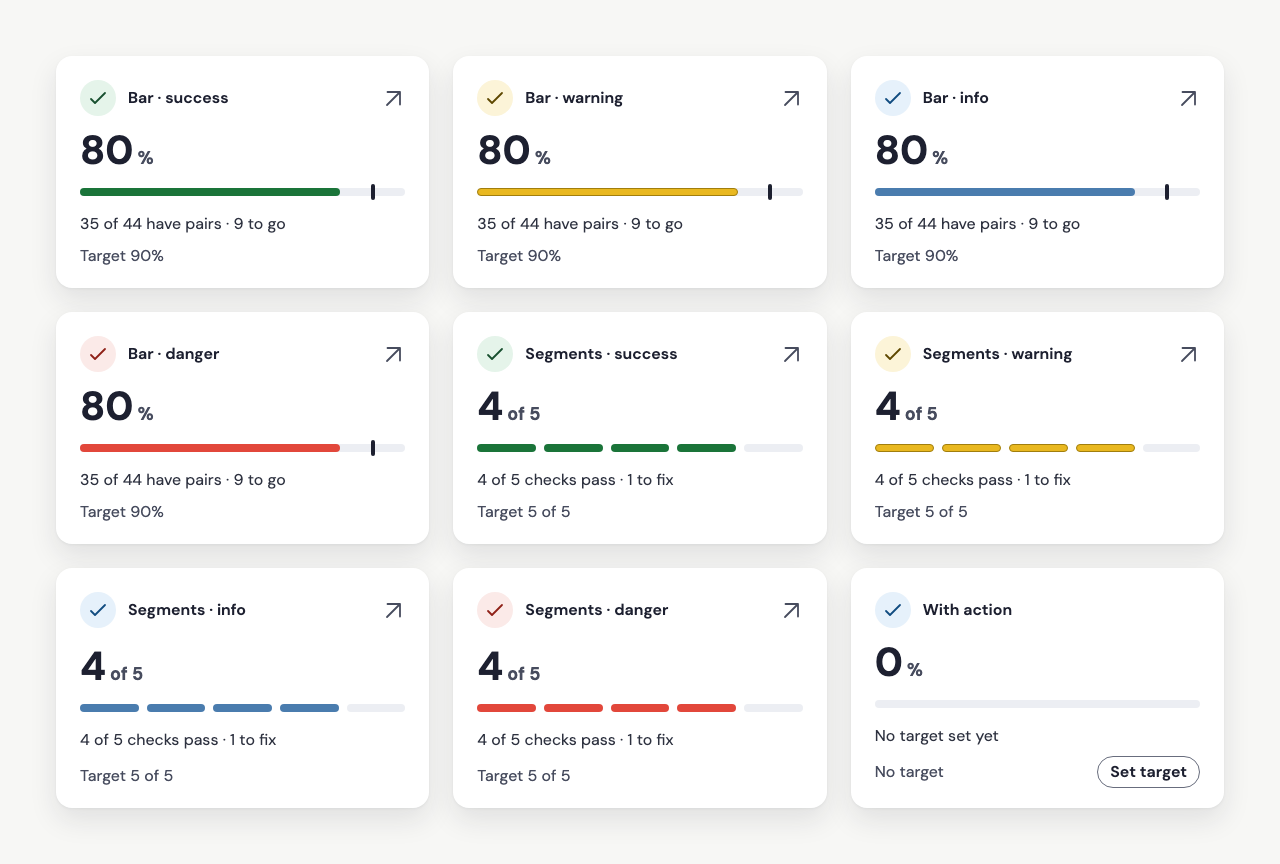 Bar · success
80 %
35 of 44 have pairs · 9 to go
Target 90%
Bar · warning
80 %
35 of 44 have pairs · 9 to go
Target 90%
Bar · info
80 %
35 of 44 have pairs · 9 to go
Target 90%
Bar · danger
80 %
35 of 44 have pairs · 9 to go
Target 90%
Segments · success
4 of 5
4 of 5 checks pass · 1 to fix
Target 5 of 5
Segments · warning
4 of 5
4 of 5 checks pass · 1 to fix
Target 5 of 5
Segments · info
4 of 5
4 of 5 checks pass · 1 to fix
Target 5 of 5
Segments · danger
4 of 5
4 of 5 checks pass · 1 to fix
Target 5 of 5
With action
0 %
No target set yet
No target
Set target